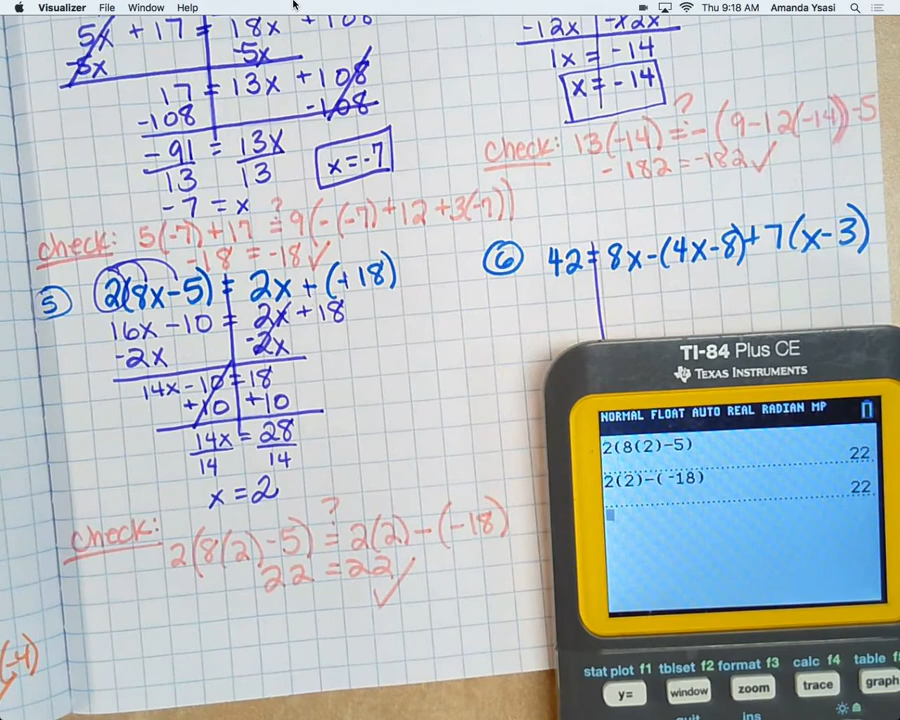 Visualizer File Window Help Thu 9:18 AM Amanda Ysasi
5x + 17 = 18x + 108
-5x -5x
17 = 13x + 108
-108 -108
-91 = 13x
13 13
-7 = x
x = -7
check: 5(-7)+17 ?= 9(-(-7)+12+3(-7))
-18 = -18 ✓
-12x -12x
1x = -14
x = -14
check: 13(-14) ?= -(9-12(-14))-5
-182 = -182 ✓
5 2(8x-5) = 2x + (+18)
16x - 10 = 2x + 18
-2x -2x
14x - 10 = 18
+10 +10
14x = 28
14 14
x = 2
check: 2(8(2)-5) ?= 2(2)-(-18)
22 = 22 ✓
6 42 = 8x-(4x-8)+7(x-3)
(-4)
TI-84 Plus CE
TEXAS INSTRUMENTS
NORMAL FLOAT AUTO REAL RADIAN MP
2(8(2)-5)
22
2(2)-(-18)
22
stat plot f1 tblset f2 format f3 calc f4 table f5
y= window zoom trace graph
quit ins